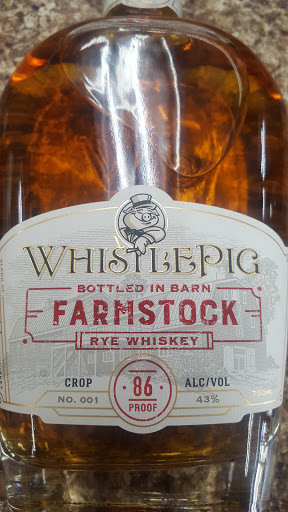 WHISTLEPIG
BOTTLED IN BARN
FARMSTOCK
RYE WHISKEY
CROP
NO. 001
86
PROOF
ALC/VOL
43%
750ML